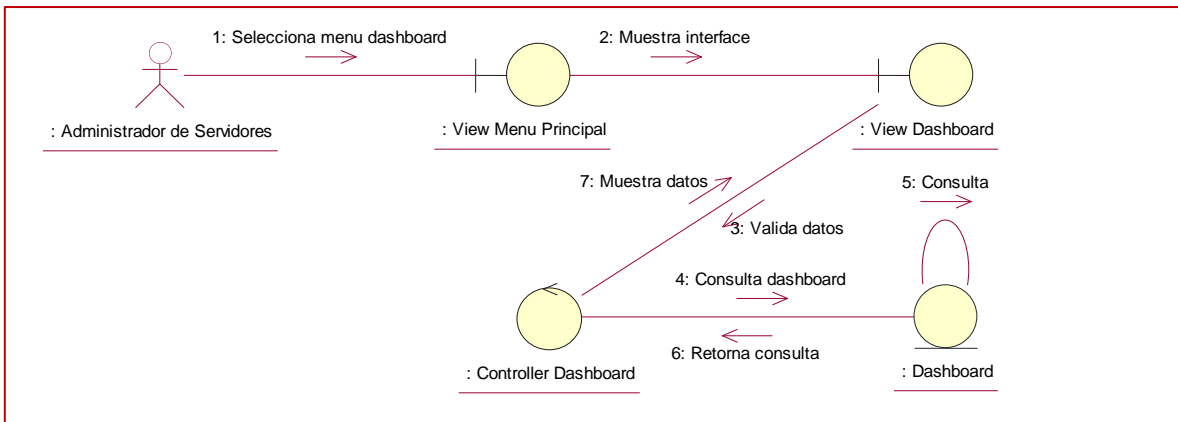 1: Selecciona menu dashboard
2: Muestra interface
: Administrador de Servidores
: View Menu Principal
: View Dashboard
7: Muestra datos
5: Consulta
3: Valida datos
4: Consulta dashboard
6: Retorna consulta
: Controller Dashboard
: Dashboard